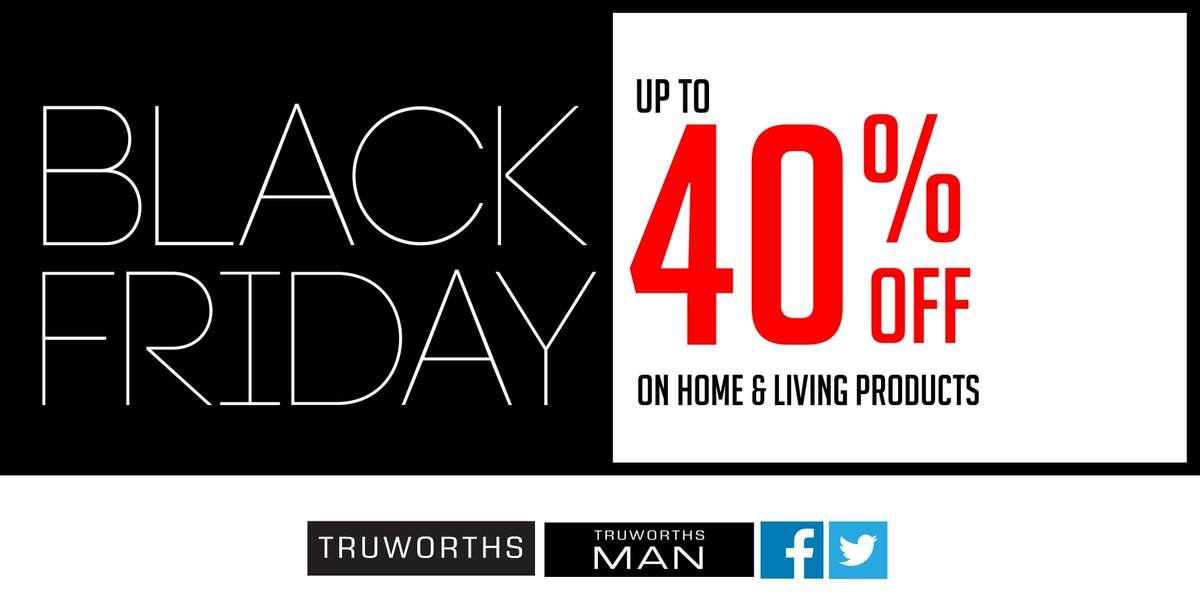 BLACK
FRIDAY
UP TO
40%
OFF
ON HOME & LIVING PRODUCTS
TRUWORTHS
TRUWORTHS
MAN